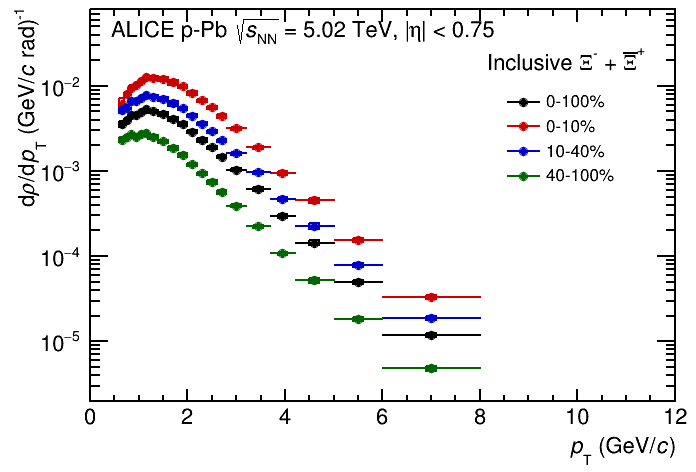 ALICE p-Pb √s_NN = 5.02 TeV, |η| < 0.75
Inclusive Ξ⁻ + Ξ̅⁺
0-100%
0-10%
10-40%
40-100%
dρ/dp_T (GeV/c rad)⁻¹
10⁻²
10⁻³
10⁻⁴
10⁻⁵
0 2 4 6 8 10 12
p_T (GeV/c)